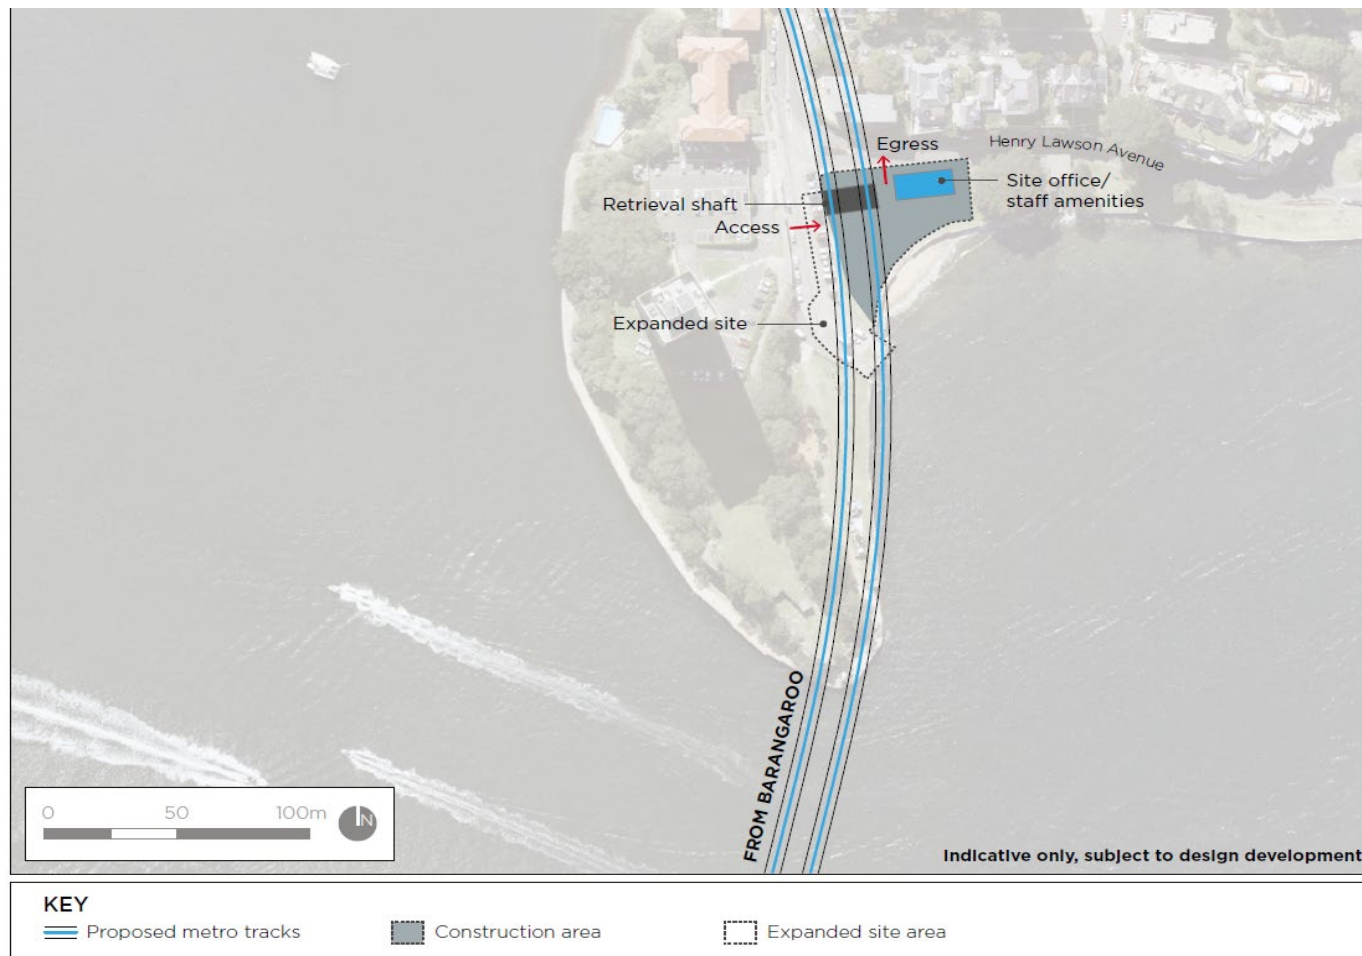 Egress
Henry Lawson Avenue
Site office/
staff amenities
Retrieval shaft
Access
Expanded site
FROM BARANGAROO
0 50 100m
N
Indicative only, subject to design development
KEY
Proposed metro tracks
Construction area
Expanded site area